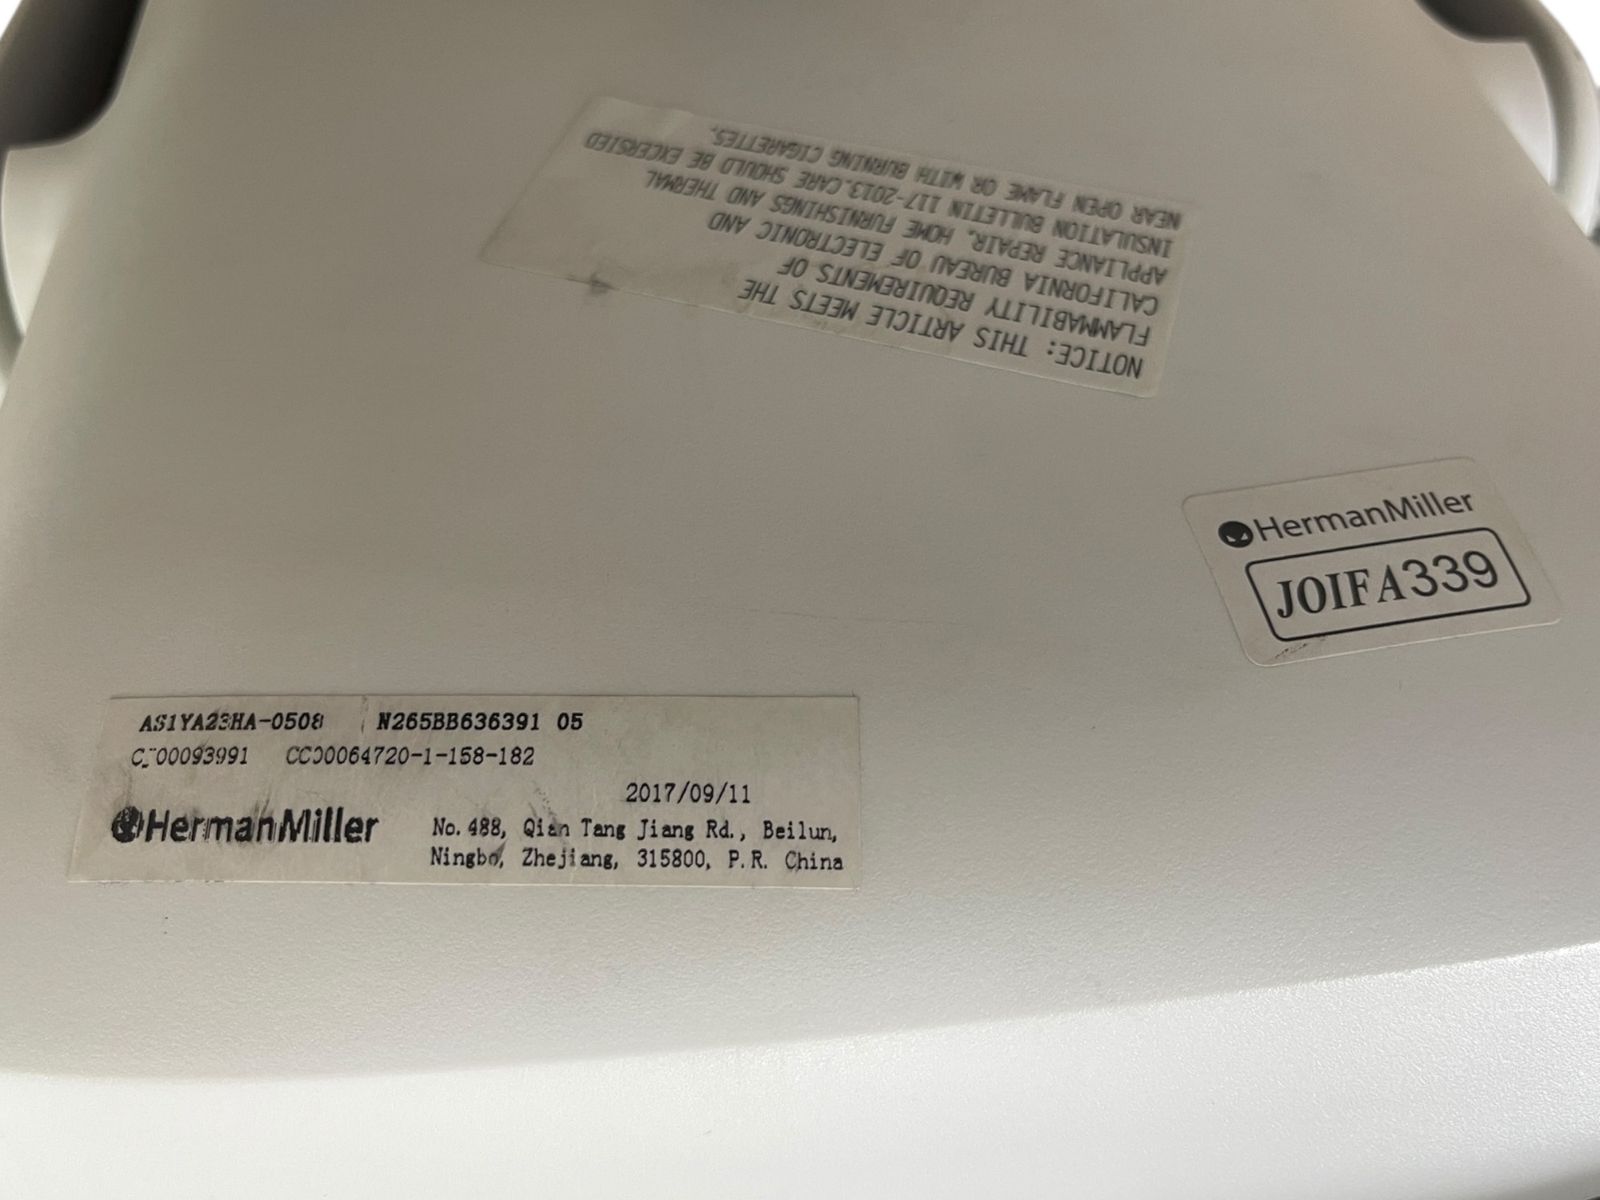 NOTICE: THIS ARTICLE MEETS THE
FLAMMABILITY REQUIREMENTS OF
CALIFORNIA BUREAU OF ELECTRONIC AND
APPLIANCE REPAIR, HOME FURNISHINGS AND THERMAL
INSULATION BULLETIN 117-2013.CARE SHOULD BE EXCERSIED
NEAR OPEN FLAME OR WITH BURNING CIGARETTES.
HermanMiller
JOIFA339
AS1YA23HA-0508 N265BB636391 05
CC00064720-1-158-182
2017/09/11
HermanMiller
No. 488, Qian Tang Jiang Rd., Beilun,
Ningbo, Zhejiang, 315800, P.R. China